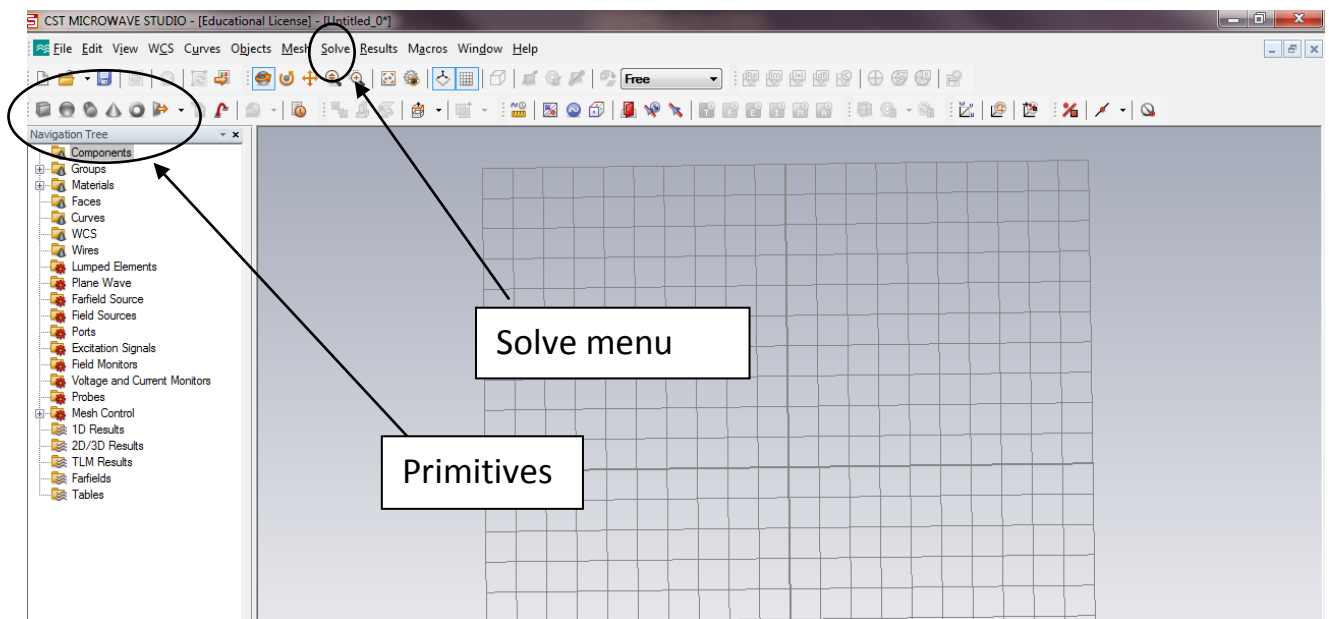 CST MICROWAVE STUDIO - [Educational License] - [Untitled_0*]
File Edit View WCS Curves Objects Mesh Solve Results Macros Window Help
Free
Navigation Tree
Components
Groups
Materials
Faces
Curves
WCS
Wires
Lumped Elements
Plane Wave
Farfield Source
Field Sources
Ports
Excitation Signals
Field Monitors
Voltage and Current Monitors
Probes
Mesh Control
1D Results
2D/3D Results
TLM Results
Farfields
Tables
Solve menu
Primitives